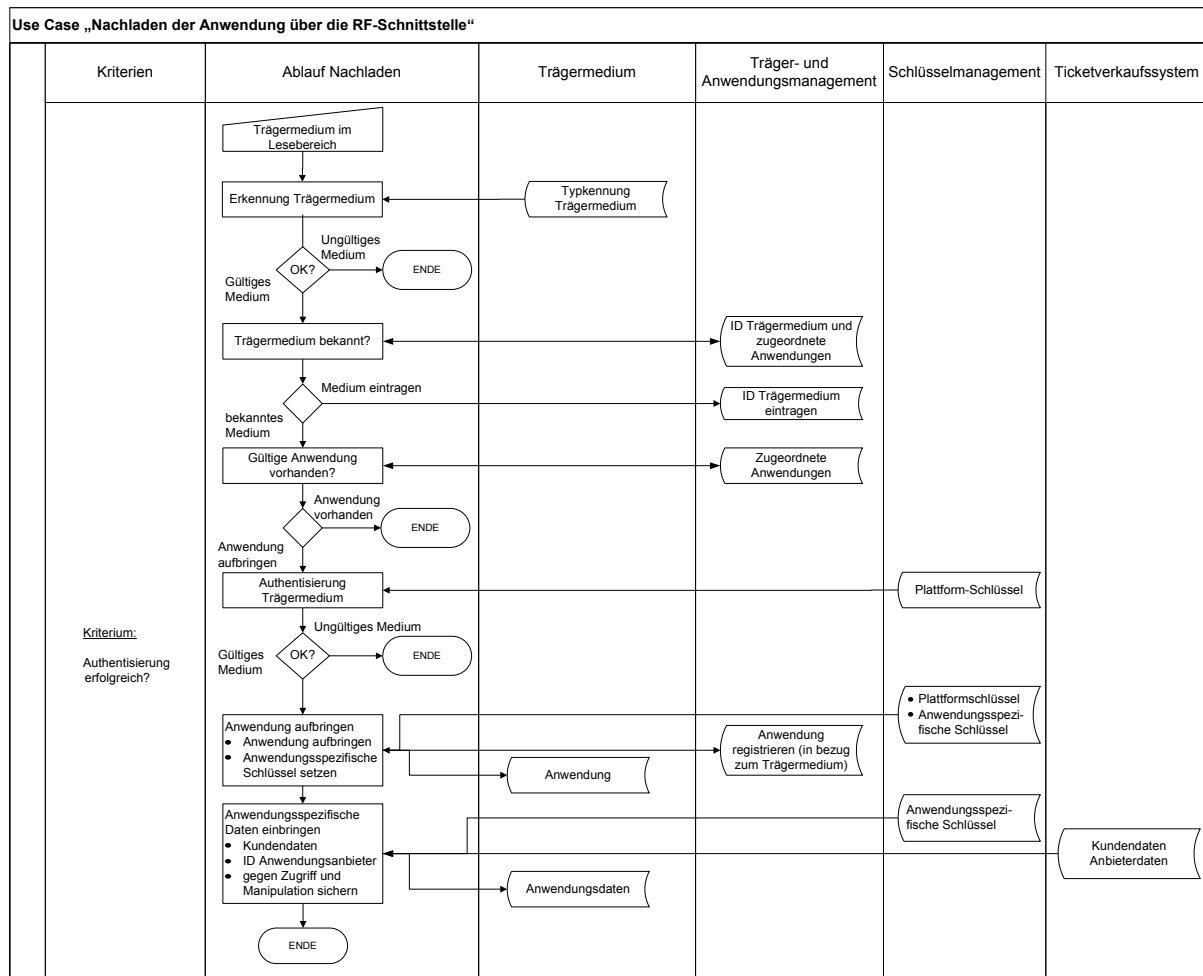 Use Case „Nachladen der Anwendung über die RF-Schnittstelle“
Kriterien
Ablauf Nachladen
Trägermedium
Träger- und
Anwendungsmanagement
Schlüsselmanagement
Ticketverkaufssystem
Trägermedium im
Lesebereich
Erkennung Trägermedium
Typkennung
Trägermedium
Ungültiges
Medium
OK?
ENDE
Gültiges
Medium
Trägermedium bekannt?
ID Trägermedium und
zugeordnete
Anwendungen
Medium eintragen
ID Trägermedium
eintragen
bekanntes
Medium
Gültige Anwendung
vorhanden?
Zugeordnete
Anwendungen
Anwendung
vorhanden
ENDE
Anwendung
aufbringen
Authentisierung
Trägermedium
Plattform-Schlüssel
Kriterium:
Authentisierung
erfolgreich?
Ungültiges Medium
OK?
ENDE
Gültiges
Medium
• Plattformschlüssel
• Anwendungsspezi-
fische Schlüssel
Anwendung aufbringen
• Anwendung aufbringen
• Anwendungsspezifische
Schlüssel setzen
Anwendung
registrieren (in bezug
zum Trägermedium)
Anwendung
Anwendungsspezi-
fische Schlüssel
Anwendungsspezifische
Daten einbringen
• Kundendaten
• ID Anwendungsanbieter
• gegen Zugriff und
Manipulation sichern
Kundendaten
Anbieterdaten
Anwendungsdaten
ENDE